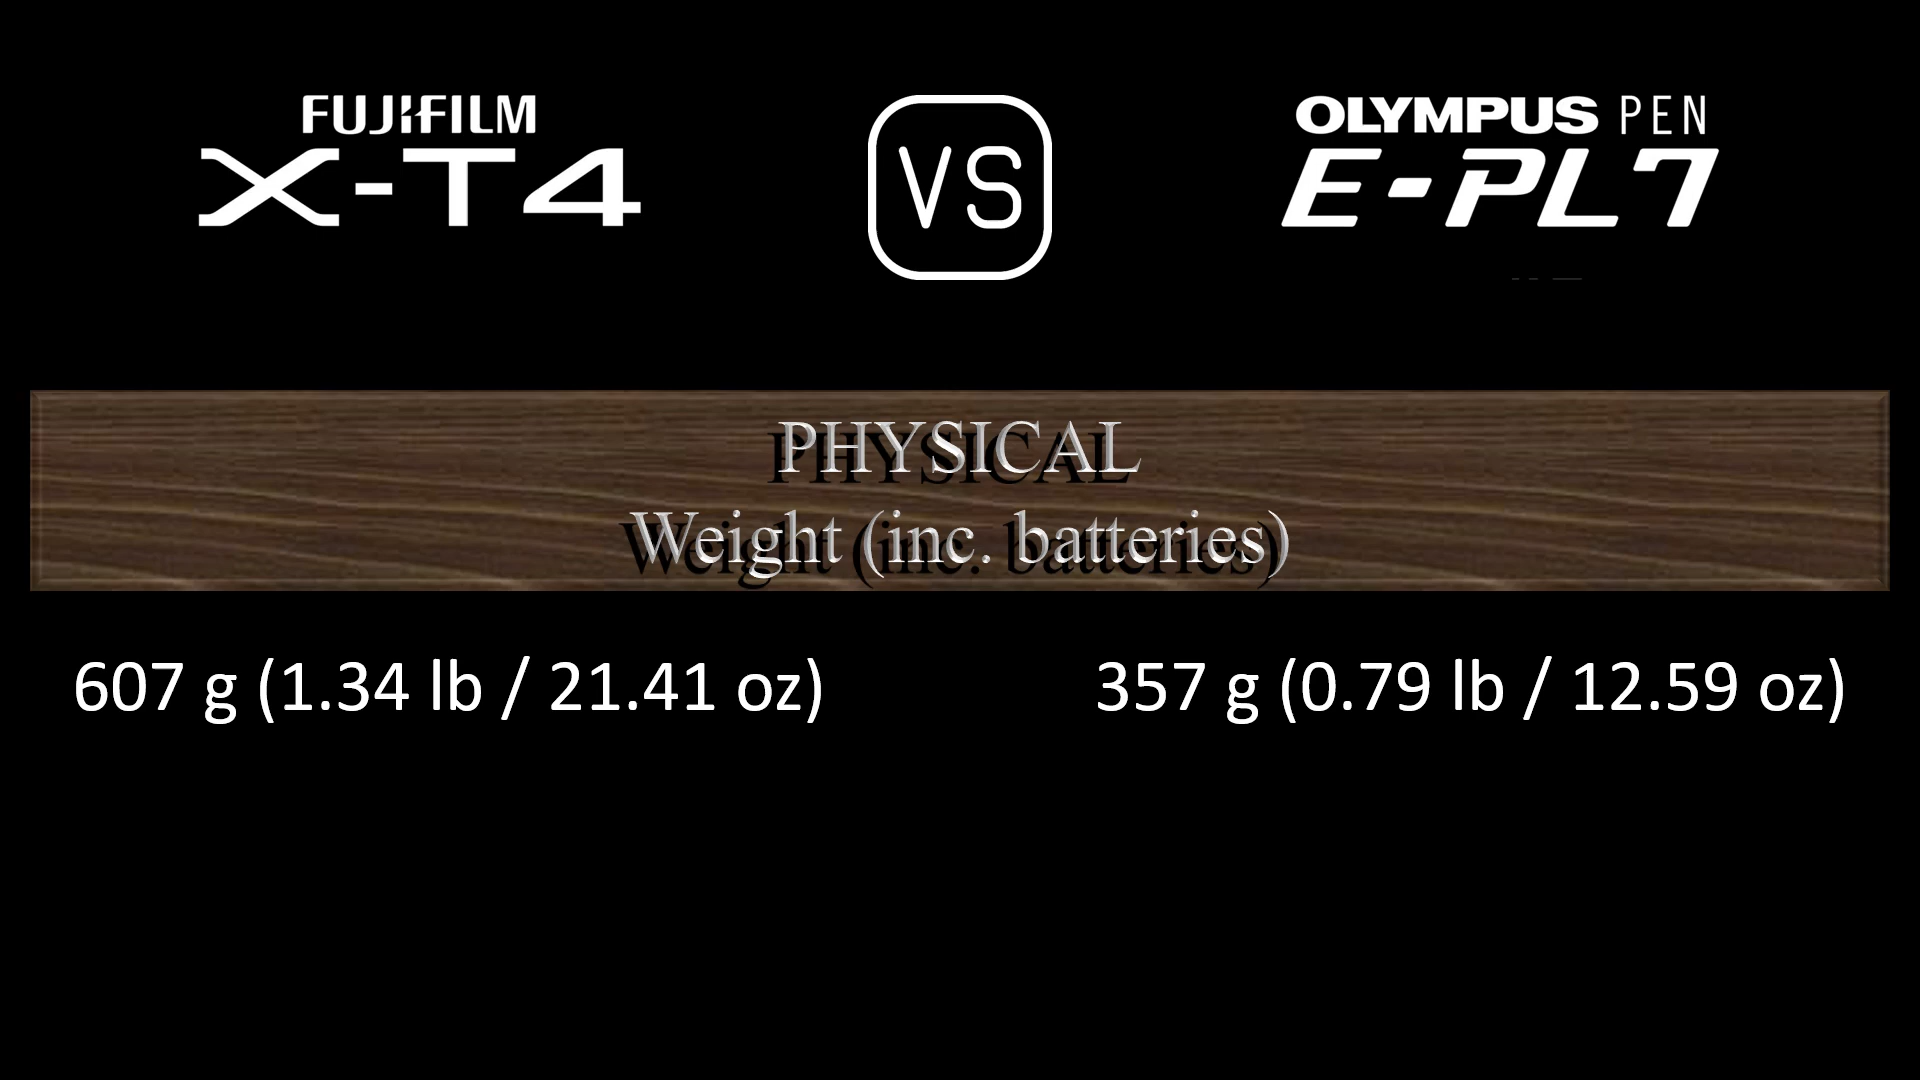 FUJIFILM
X-T4
VS
OLYMPUS PEN
E-PL7
PHYSICAL
Weight (inc. batteries)
607 g (1.34 lb / 21.41 oz)
357 g (0.79 lb / 12.59 oz)